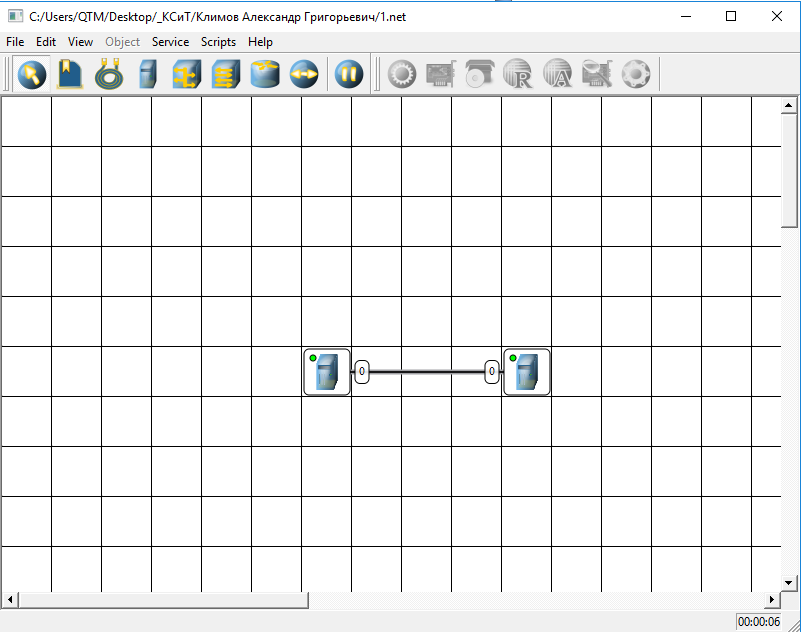 C:/Users/QTM/Desktop/_КСиТ/Климов Александр Григорьевич/1.net
File Edit View Object Service Scripts Help
R A
0 0
00:00:06